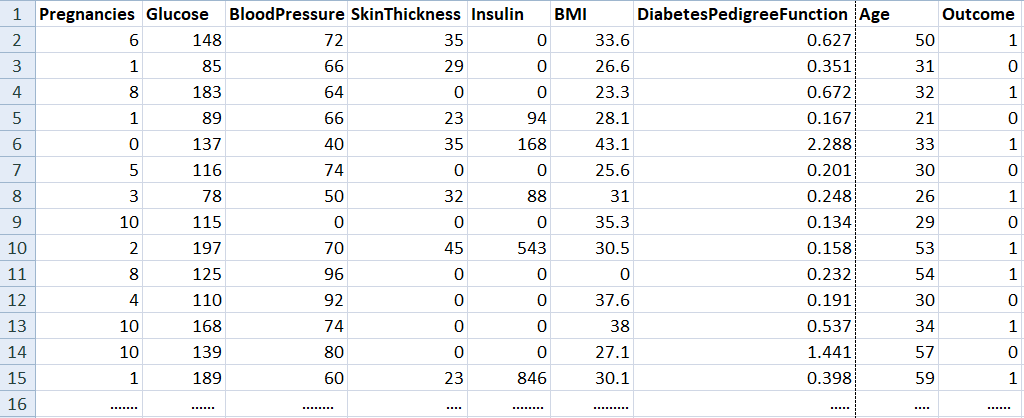 1 Pregnancies Glucose BloodPressure SkinThickness Insulin BMI DiabetesPedigreeFunction Age Outcome
2 6 148 72 35 0 33.6 0.627 50 1
3 1 85 66 29 0 26.6 0.351 31 0
4 8 183 64 0 0 23.3 0.672 32 1
5 1 89 66 23 94 28.1 0.167 21 0
6 0 137 40 35 168 43.1 2.288 33 1
7 5 116 74 0 0 25.6 0.201 30 0
8 3 78 50 32 88 31 0.248 26 1
9 10 115 0 0 0 35.3 0.134 29 0
10 2 197 70 45 543 30.5 0.158 53 1
11 8 125 96 0 0 0 0.232 54 1
12 4 110 92 0 0 37.6 0.191 30 0
13 10 168 74 0 0 38 0.537 34 1
14 10 139 80 0 0 27.1 1.441 57 0
15 1 189 60 23 846 30.1 0.398 59 1
16 ....... ...... ........ .... ........ ......... ..... .... ......